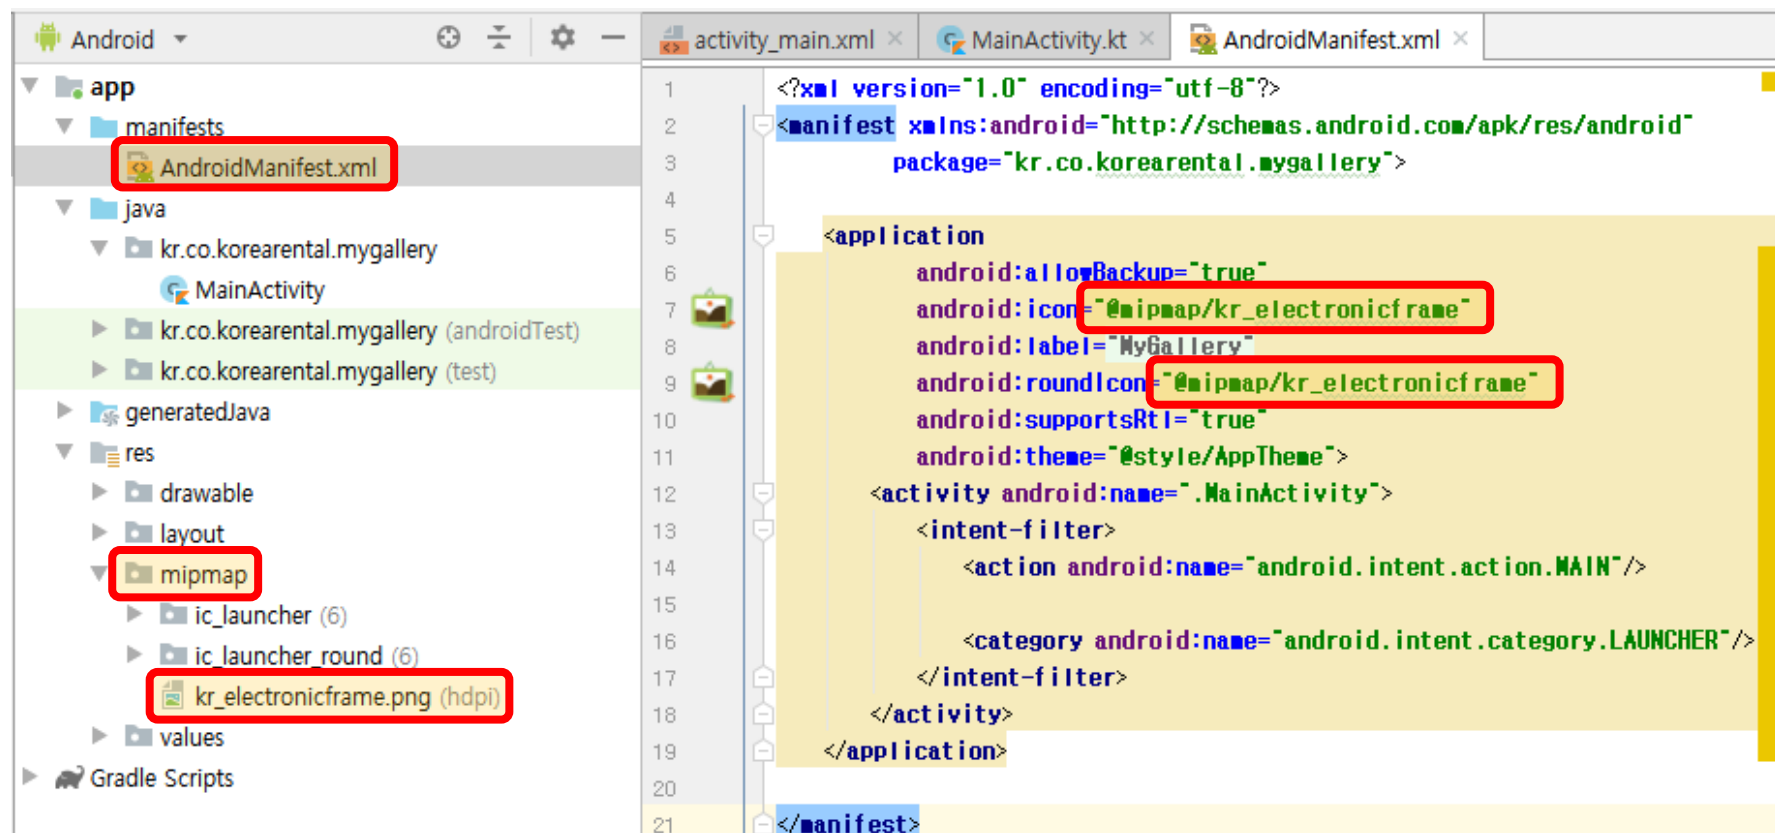 Android
app
manifests
AndroidManifest.xml
java
kr.co.korearental.mygallery
MainActivity
kr.co.korearental.mygallery (androidTest)
kr.co.korearental.mygallery (test)
generatedJava
res
drawable
layout
mipmap
ic_launcher (6)
ic_launcher_round (6)
kr_electronicframe.png (hdpi)
values
Gradle Scripts
activity_main.xml MainActivity.kt AndroidManifest.xml
1 <?xml version="1.0" encoding="utf-8"?>
2 <manifest xmlns:android="http://schemas.android.com/apk/res/android"
3 package="kr.co.korearental.mygallery">
4
5 <application
6 android:allowBackup="true"
7 android:icon="@mipmap/kr_electronicframe"
8 android:label="MyGallery"
9 android:roundIcon="@mipmap/kr_electronicframe"
10 android:supportsRtl="true"
11 android:theme="@style/AppTheme">
12 <activity android:name=".MainActivity">
13 <intent-filter>
14 <action android:name="android.intent.action.MAIN"/>
15
16 <category android:name="android.intent.category.LAUNCHER"/>
17 </intent-filter>
18 </activity>
19 </application>
20
21 </manifest>